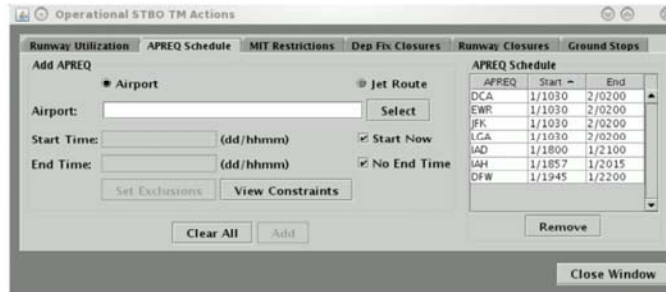 Operational STBO TM Actions
Runway Utilization APREQ Schedule MIT Restrictions Dep Fix Closures Runway Closures Ground Stops
Add APREQ
Airport Jet Route
Airport: Select
Start Time: (dd/hhmm) Start Now
End Time: (dd/hhmm) No End Time
Set Exclusions View Constraints
Clear All Add
APREQ Schedule
APREQ Start End
DCA 1/1030 2/0200
EWR 1/1030 2/0200
JFK 1/1030 2/0200
LGA 1/1030 2/0200
IAD 1/1800 1/2100
IAH 1/1857 1/2015
DFW 1/1945 1/2200
Remove
Close Window